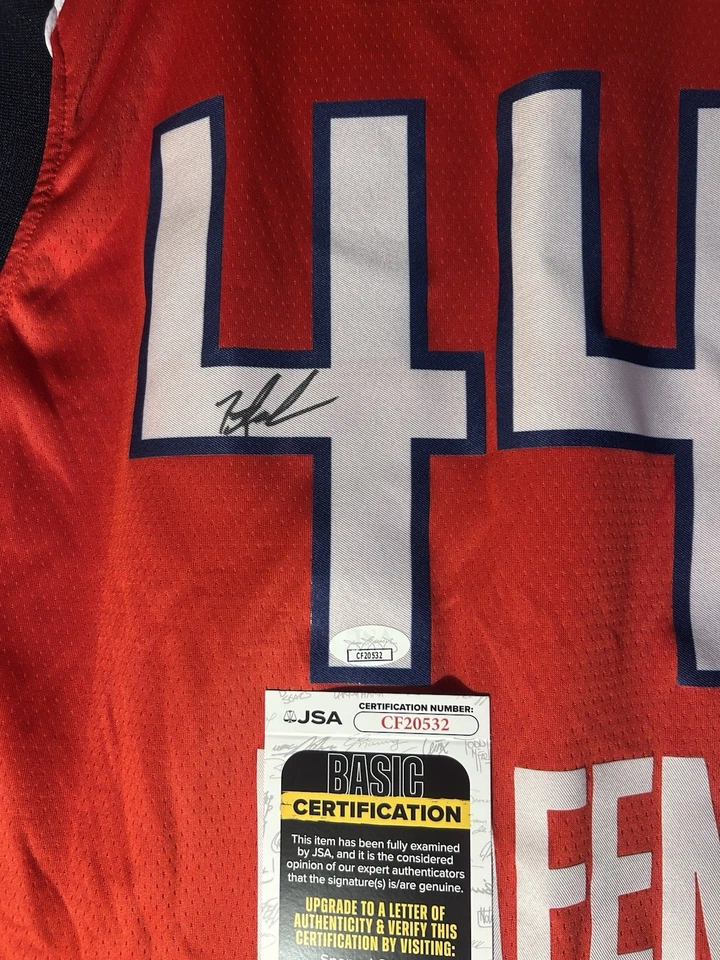 44
CF20532
JSA
CERTIFICATION NUMBER:
CF20532
BASIC
CERTIFICATION
This item has been fully examined
by JSA, and it is the considered
opinion of our expert authenticators
that the signature(s) is/are genuine.
UPGRADE TO A LETTER OF
AUTHENTICITY & VERIFY THIS
CERTIFICATION BY VISITING:
FEN